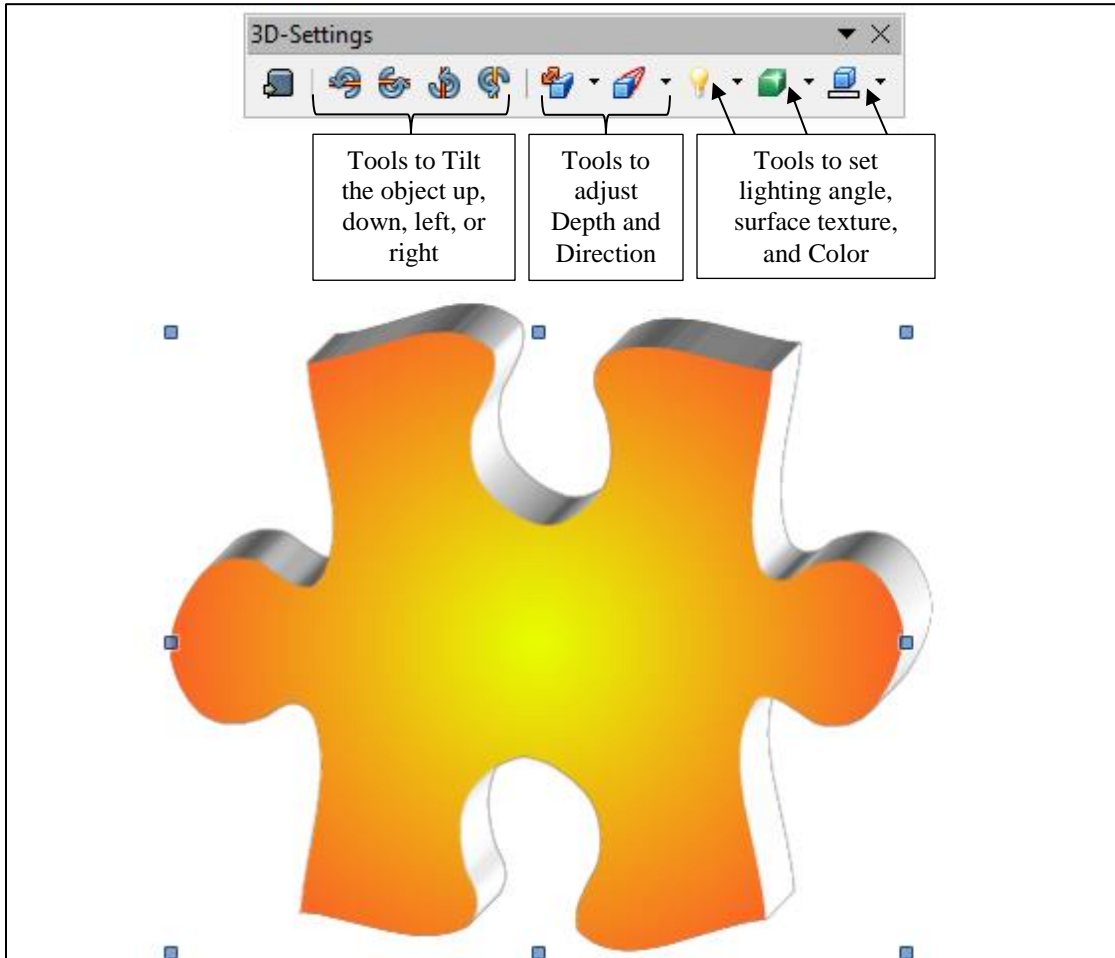 3D-Settings
Tools to Tilt
the object up,
down, left, or
right
Tools to
adjust
Depth and
Direction
Tools to set
lighting angle,
surface texture,
and Color